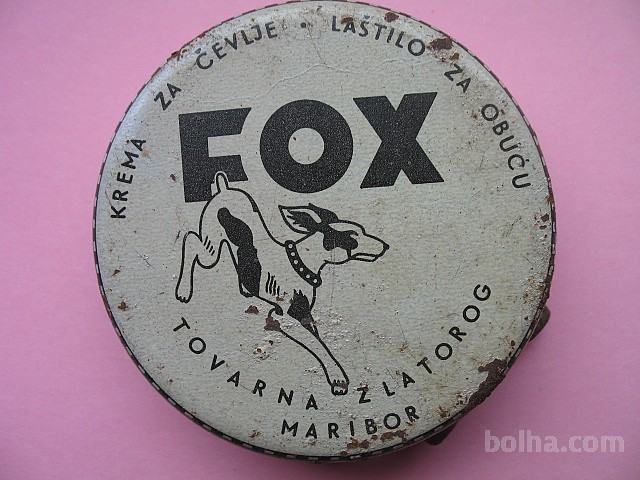 KREMA ZA ČEVLJE · LAŠTILO ZA OBUĆU
FOX
TOVARNA ZLATOROG
MARIBOR
bolha.com